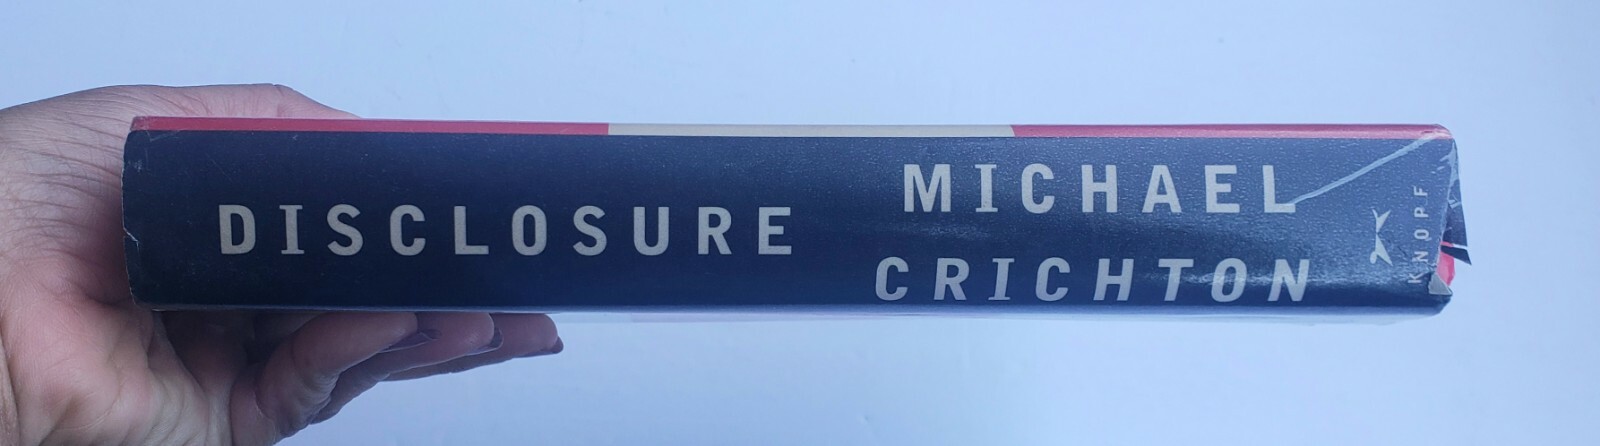 DISCLOSURE
MICHAEL
CRICHTON
KNOPF